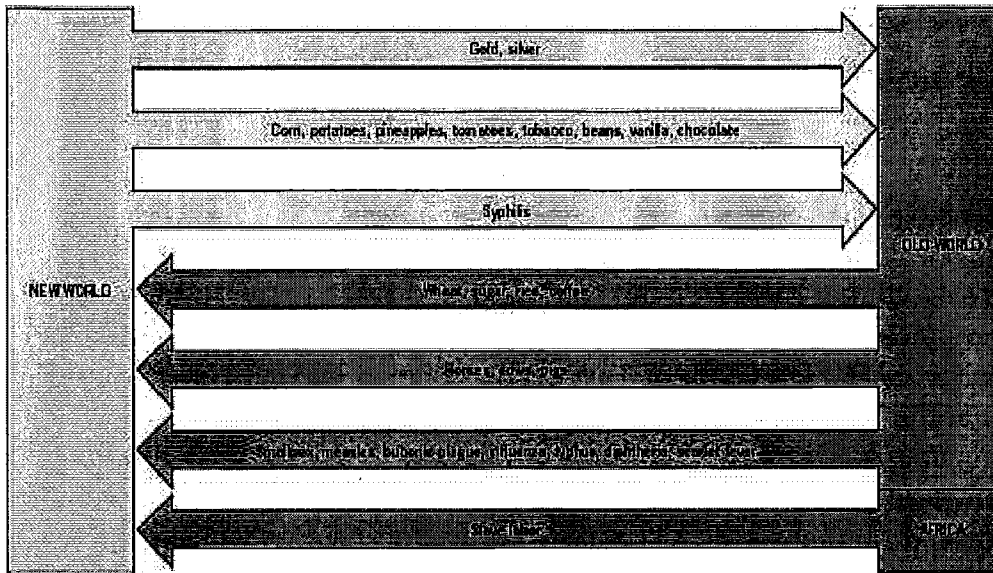 Gold, silver
Corn, potatoes, pineapples, tomatoes, tobacco, beans, vanilla, chocolate
Syphilis
OLD WORLD
NEW WORLD
Wheat, sugar, rice, coffee
Horses, cows, pigs
Smallpox, measles, bubonic plague, influenza, typhus, diphtheria, scarlet fever
Slave labor
AFRICA